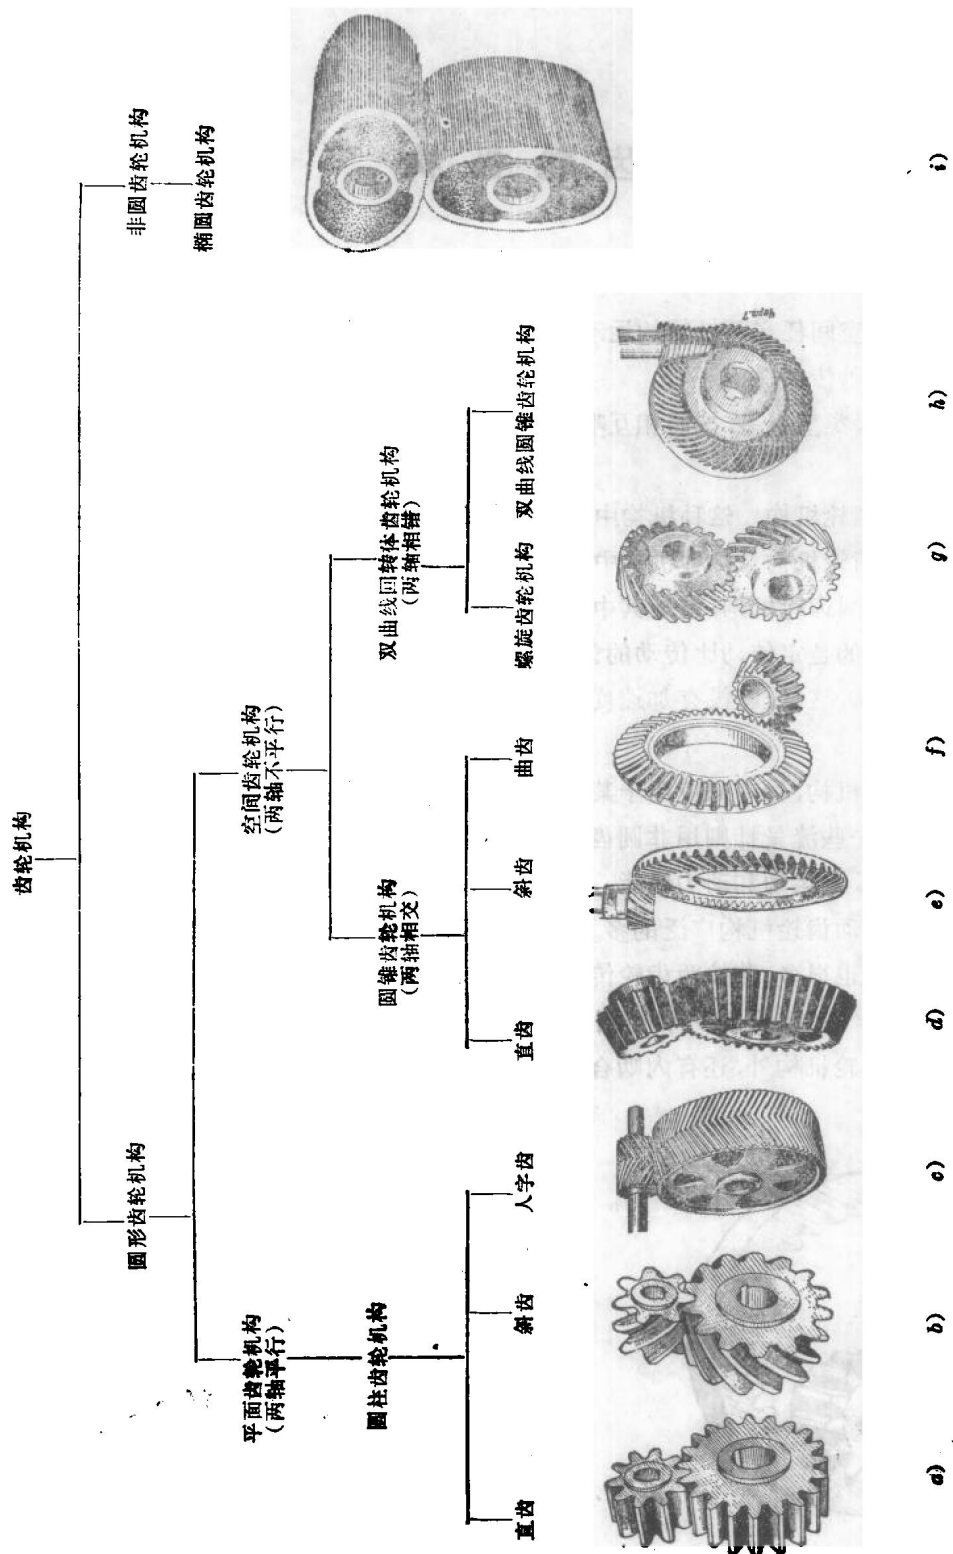 齿轮机构
圆形齿轮机构
非圆齿轮机构
平面齿轮机构
(两轴平行)
空间齿轮机构
(两轴不平行)
椭圆齿轮机构
圆柱齿轮机构
圆锥齿轮机构
(两轴相交)
双曲线回转体齿轮机构
(两轴相错)
直齿
斜齿
人字齿
直齿
斜齿
曲齿
螺旋齿轮机构
双曲线圆锥齿轮机构
a)
b)
c)
d)
e)
f)
g)
h)
i)